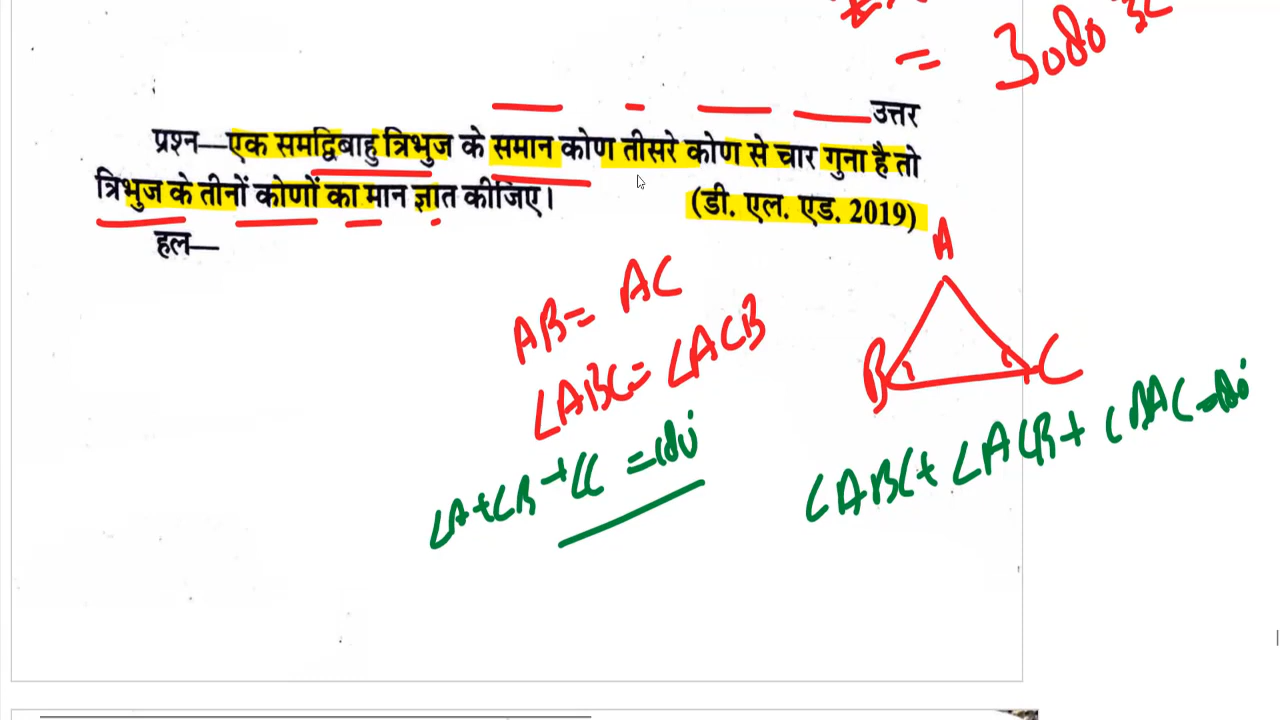 = 3080
उत्तर
प्रश्न—एक समद्विबाहु त्रिभुज के समान कोण तीसरे कोण से चार गुना है तो
त्रिभुज के तीनों कोणों का मान ज्ञात कीजिए। (डी. एल. एड. 2019)
हल—
A
AB = AC
∠ABC = ∠ACB
B C
∠A+∠B+∠C = 180°
∠ABC + ∠ACB + ∠BAC = 180°